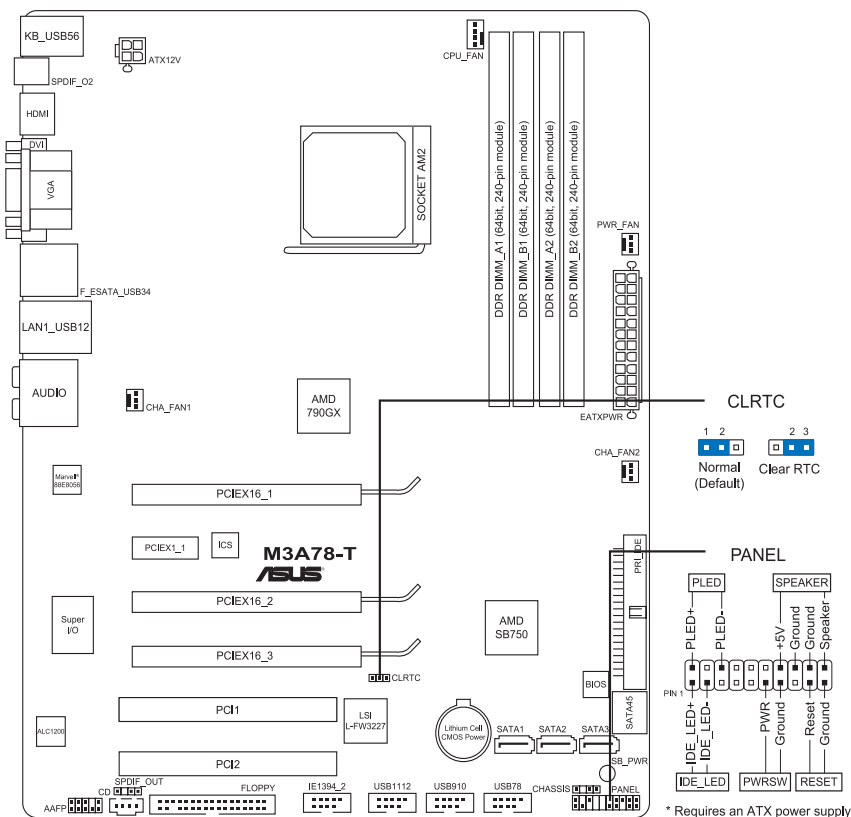 KB_USB56
ATX12V
CPU_FAN
SPDIF_O2
HDMI
DVI
VGA
SOCKET AM2
DDR DIMM_A1 (64bit, 240-pin module)
DDR DIMM_B1 (64bit, 240-pin module)
DDR DIMM_A2 (64bit, 240-pin module)
DDR DIMM_B2 (64bit, 240-pin module)
PWR_FAN
F_ESATA_USB34
LAN1_USB12
AUDIO
CHA_FAN1
AMD
790GX
EATXPWR
CLRTC
1 2
2 3
Normal
(Default)
Clear RTC
CHA_FAN2
Marvell®
88E8056
PCIEX16_1
PCIEX1_1
ICS
M3A78-T
ASUS
PRI_IDE
PANEL
PLED
SPEAKER
PLED+
PLED-
+5V
Ground
Ground
Speaker
PIN 1
IDE_LED+
IDE_LED-
PWR
Ground
Reset
Ground
IDE_LED
PWRSW
RESET
* Requires an ATX power supply
PCIEX16_2
Super
I/O
AMD
SB750
PCIEX16_3
CLRTC
BIOS
SATA45
PCI1
LSI
L-FW3227
Lithium Cell
CMOS Power
SATA1
SATA2
SATA3
ALC1200
PCI2
SB_PWR
SPDIF_OUT
CD
AAFP
FLOPPY
IE1394_2
USB1112
USB910
USB78
CHASSIS
PANEL